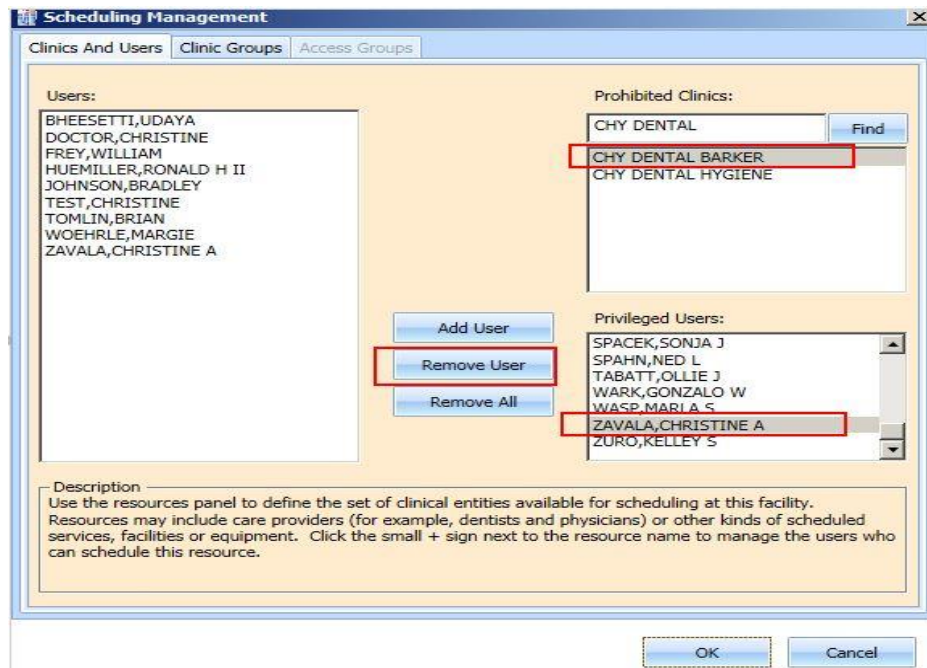 Scheduling Management
Clinics And Users
Clinic Groups
Access Groups
Users:
BHEESETTI,UDAYA
DOCTOR,CHRISTINE
FREY,WILLIAM
HUEMILLER,RONALD H II
JOHNSON,BRADLEY
TEST,CHRISTINE
TOMLIN,BRIAN
WOEHRLE,MARGIE
ZAVALA,CHRISTINE A
Add User
Remove User
Remove All
Prohibited Clinics:
CHY DENTAL
Find
CHY DENTAL BARKER
CHY DENTAL HYGIENE
Privileged Users:
SPACEK,SONJA J
SPAHN,NED L
TABATT,OLLIE J
WARK,GONZALO W
WASP,MARLA S
ZAVALA,CHRISTINE A
ZURO,KELLEY S
Description
Use the resources panel to define the set of clinical entities available for scheduling at this facility.
Resources may include care providers (for example, dentists and physicians) or other kinds of scheduled
services, facilities or equipment.  Click the small + sign next to the resource name to manage the users who
can schedule this resource.
OK
Cancel